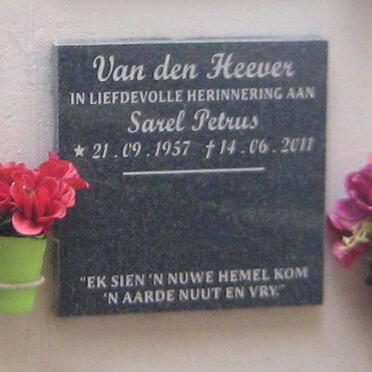 Van den Heever
IN LIEFDEVOLLE HERINNERING AAN
Sarel Petrus
★ 21.09.1957 † 14.06.2011
"EK SIEN 'N NUWE HEMEL KOM
'N AARDE NUUT EN VRY."